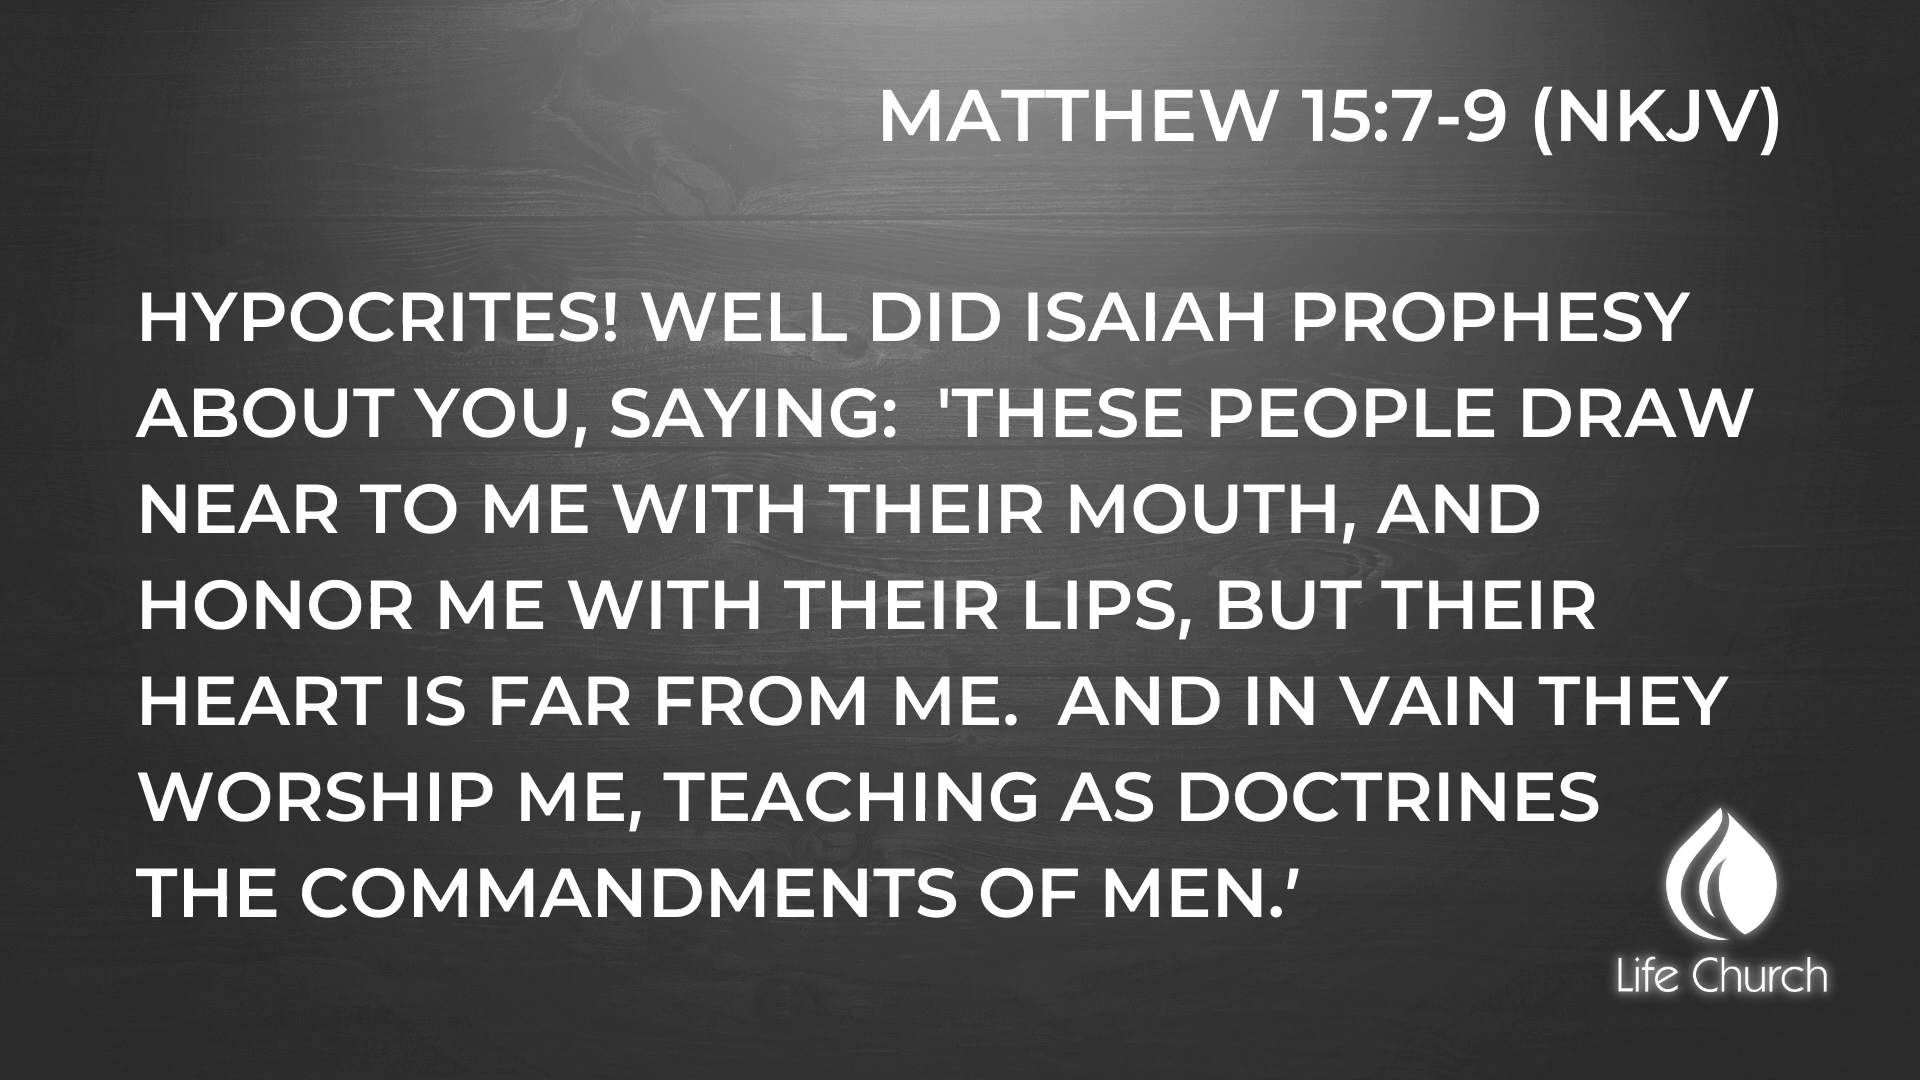 MATTHEW 15:7-9 (NKJV)
HYPOCRITES! WELL DID ISAIAH PROPHESY
ABOUT YOU, SAYING:  'THESE PEOPLE DRAW
NEAR TO ME WITH THEIR MOUTH, AND
HONOR ME WITH THEIR LIPS, BUT THEIR
HEART IS FAR FROM ME.  AND IN VAIN THEY
WORSHIP ME, TEACHING AS DOCTRINES
THE COMMANDMENTS OF MEN.’
Life Church